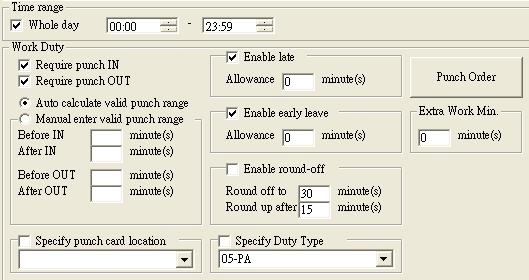 Time range
Whole day 00:00 - 23:59
Work Duty
Require punch IN
Require punch OUT
Auto calculate valid punch range
Manual enter valid punch range
Before IN minute(s)
After IN minute(s)
Before OUT minute(s)
After OUT minute(s)
Enable late
Allowance 0 minute(s)
Enable early leave
Allowance 0 minute(s)
Enable round-off
Round off to 30 minute(s)
Round up after 15 minute(s)
Punch Order
Extra Work Min.
0 minute(s)
Specify punch card location
Specify Duty Type
05-PA